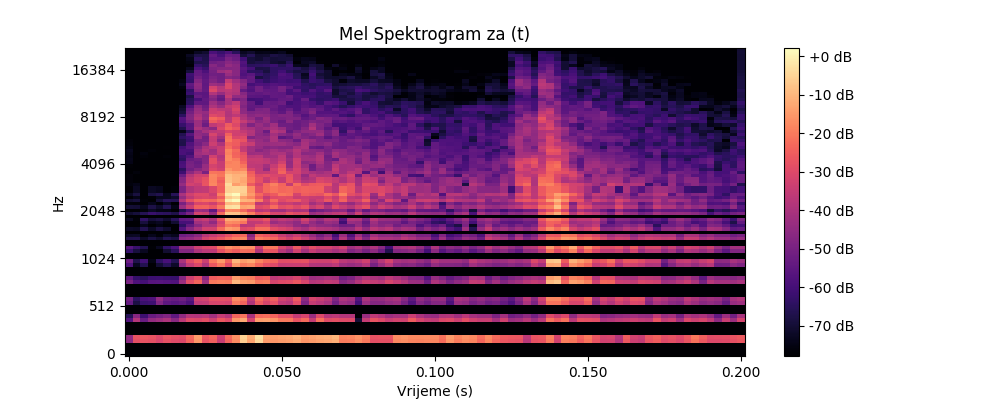 Mel Spektrogram za (t)
Hz
16384
8192
4096
2048
1024
512
0
0.000
0.050
0.100
0.150
0.200
Vrijeme (s)
+0 dB
-10 dB
-20 dB
-30 dB
-40 dB
-50 dB
-60 dB
-70 dB